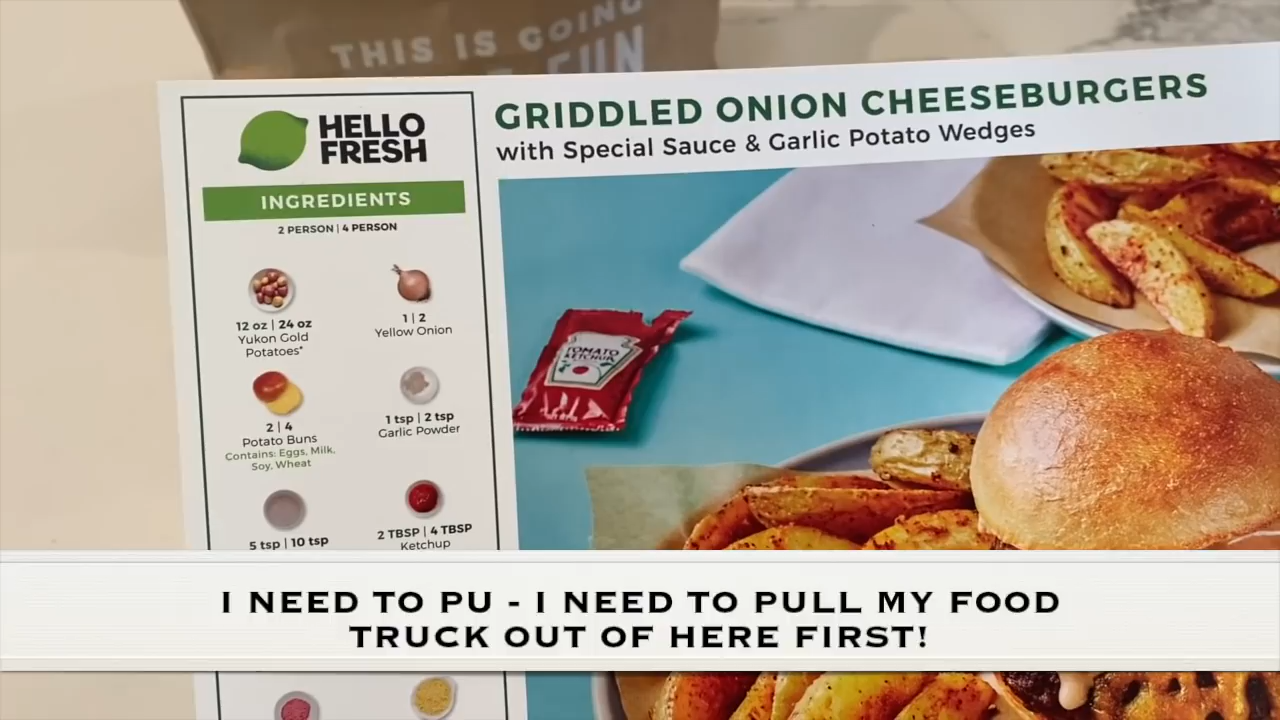 THIS IS GOING
FUN
HELLO
FRESH
GRIDDLED ONION CHEESEBURGERS
with Special Sauce & Garlic Potato Wedges
INGREDIENTS
2 PERSON | 4 PERSON
12 oz | 24 oz
Yukon Gold
Potatoes*
1 | 2
Yellow Onion
2 | 4
Potato Buns
Contains: Eggs, Milk,
Soy, Wheat
1 tsp | 2 tsp
Garlic Powder
5 tsp | 10 tsp
2 TBSP | 4 TBSP
Ketchup
TOMATO
KETCHUP
I NEED TO PU - I NEED TO PULL MY FOOD
TRUCK OUT OF HERE FIRST!